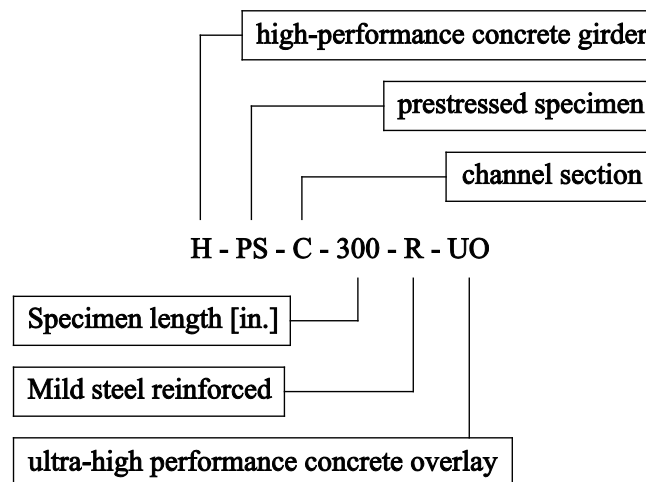 high-performance concrete girder
prestressed specimen
channel section
H - PS - C - 300 - R - UO
Specimen length [in.]
Mild steel reinforced
ultra-high performance concrete overlay